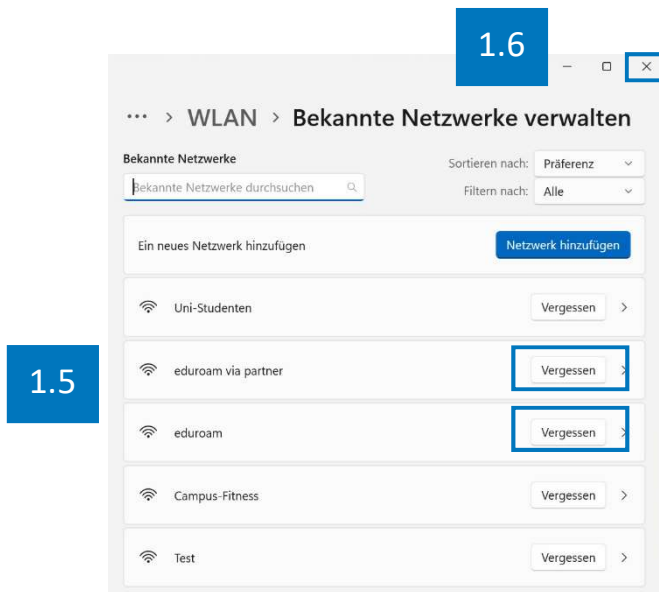 1.6
WLAN > Bekannte Netzwerke verwalten
Bekannte Netzwerke
Sortieren nach: Präferenz
Bekannte Netzwerke durchsuchen
Filtern nach: Alle
Ein neues Netzwerk hinzufügen
Netzwerk hinzufügen
Uni-Studenten
Vergessen
1.5
eduroam via partner
Vergessen
eduroam
Vergessen
Campus-Fitness
Vergessen
Test
Vergessen